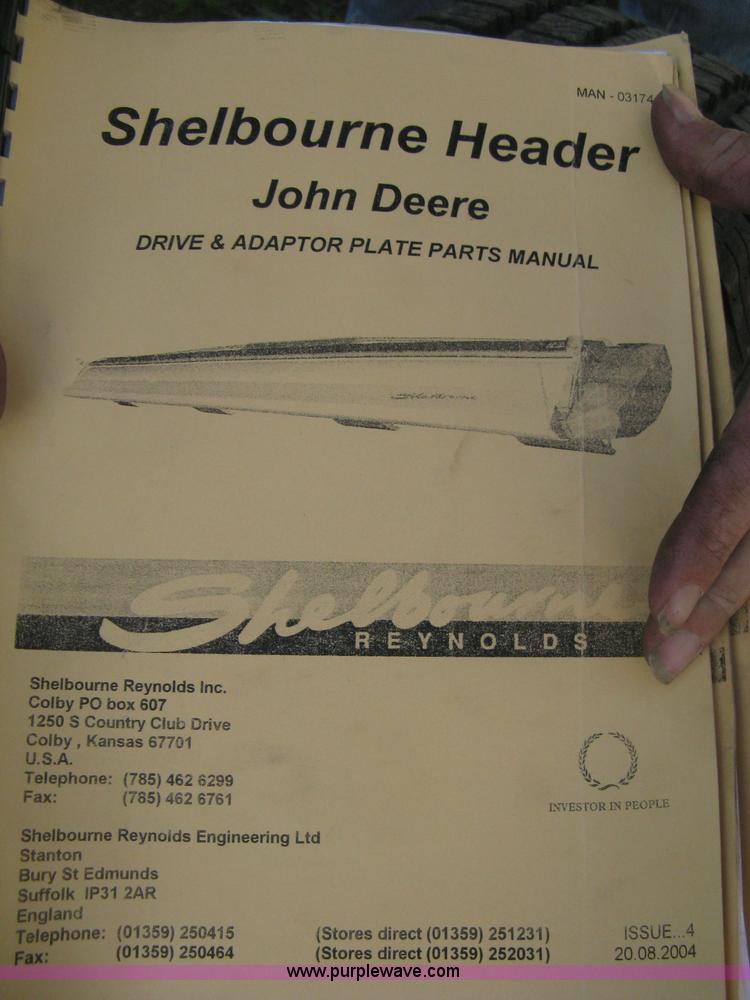 MAN - 03174
Shelbourne Header
John Deere
DRIVE & ADAPTOR PLATE PARTS MANUAL
Shelbourne
Shelbourne
REYNOLDS
Shelbourne Reynolds Inc.
Colby PO box 607
1250 S Country Club Drive
Colby , Kansas 67701
U.S.A.
Telephone: (785) 462 6299
Fax: (785) 462 6761
INVESTOR IN PEOPLE
Shelbourne Reynolds Engineering Ltd
Stanton
Bury St Edmunds
Suffolk IP31 2AR
England
Telephone: (01359) 250415 (Stores direct (01359) 251231) ISSUE...4
Fax: (01359) 250464 (Stores direct (01359) 252031) 20.08.2004
www.purplewave.com